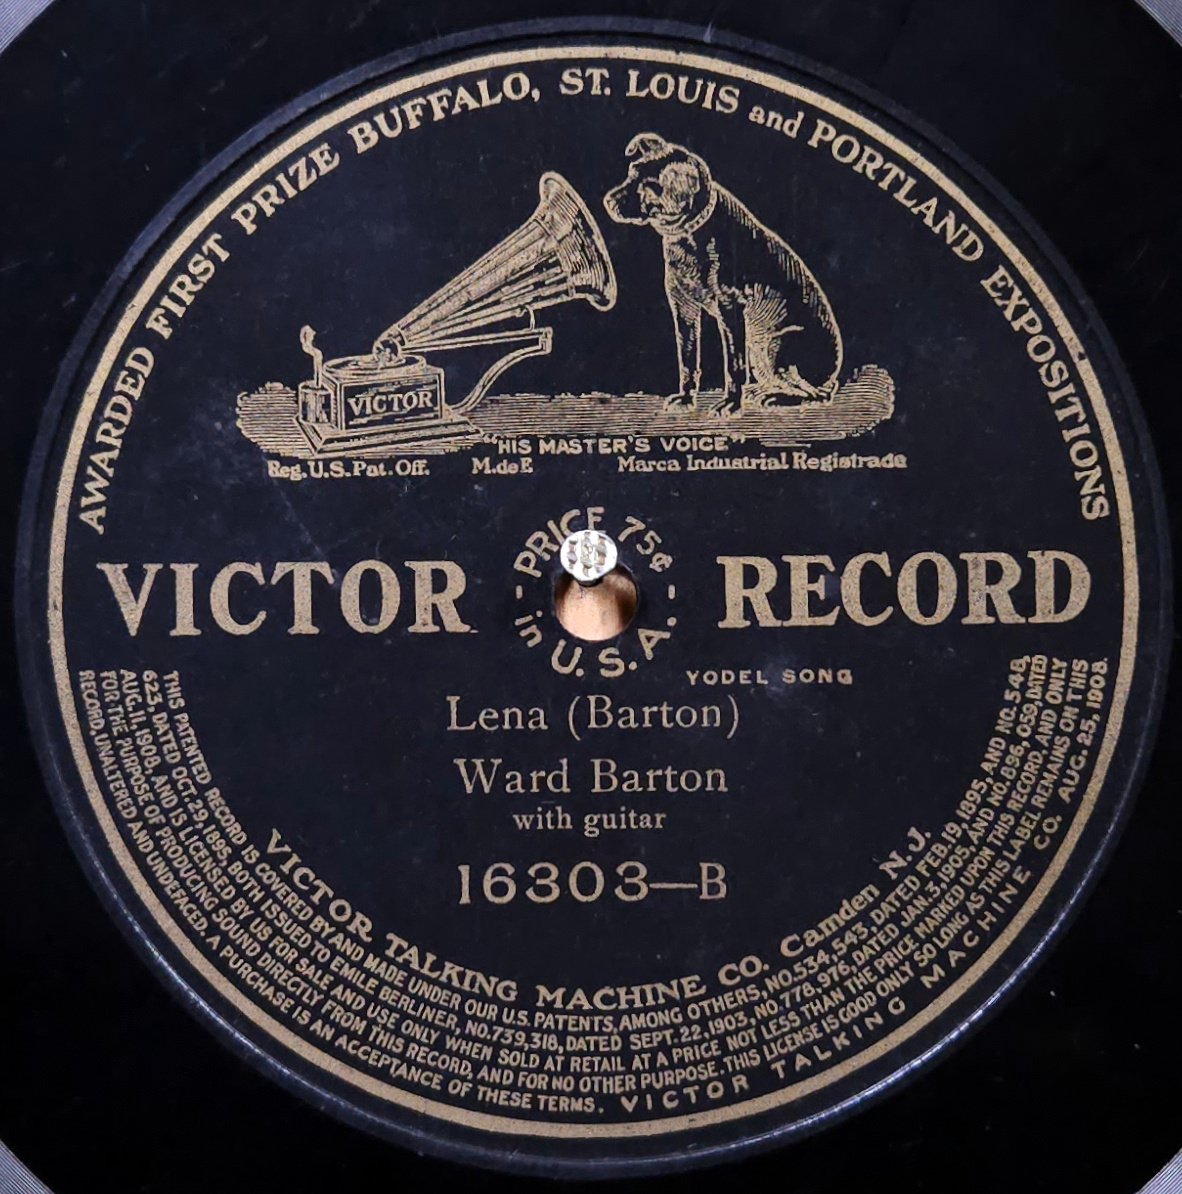 AWARDED FIRST PRIZE BUFFALO, ST. LOUIS and PORTLAND EXPOSITIONS
VICTOR
"HIS MASTER'S VOICE"
Reg. U.S. Pat. Off. M.deE Marca Industrial Registrada
PRICE 75¢
in U.S.A.
VICTOR RECORD
YODEL SONG
Lena (Barton)
Ward Barton
with guitar
16303—B
VICTOR TALKING MACHINE CO. Camden N.J.
THIS PATENTED RECORD IS COVERED BY AND MADE UNDER OUR U.S. PATENTS, AMONG OTHERS, NO. 534,543, DATED FEB. 19, 1895, AND NO. 548,
623, DATED OCT. 29, 1895, BOTH ISSUED TO EMILE BERLINER, NO. 739,318, DATED SEPT. 22, 1903, NO. 778,976, DATED JAN. 3, 1905, AND NO. 896,059, DATED
AUG. 11, 1908, AND IS LICENSED BY US FOR SALE AND USE ONLY WHEN SOLD AT RETAIL AT A PRICE NOT LESS THAN THE PRICE MARKED UPON THIS RECORD, AND ONLY
FOR THE PURPOSE OF PRODUCING SOUND DIRECTLY FROM THIS RECORD, AND FOR NO OTHER PURPOSE. THIS LICENSE IS GOOD ONLY SO LONG AS THIS LABEL REMAINS ON THIS
RECORD, UNALTERED AND UNDEFACED. A PURCHASE IS AN ACCEPTANCE OF THESE TERMS. VICTOR TALKING MACHINE CO. AUG. 25, 1908.